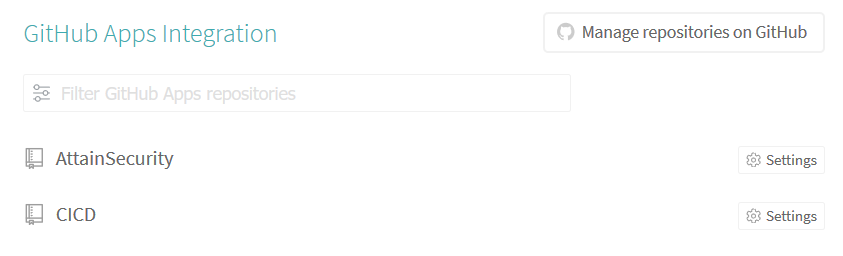 GitHub Apps Integration
Manage repositories on GitHub
Filter GitHub Apps repositories
AttainSecurity
Settings
CICD
Settings